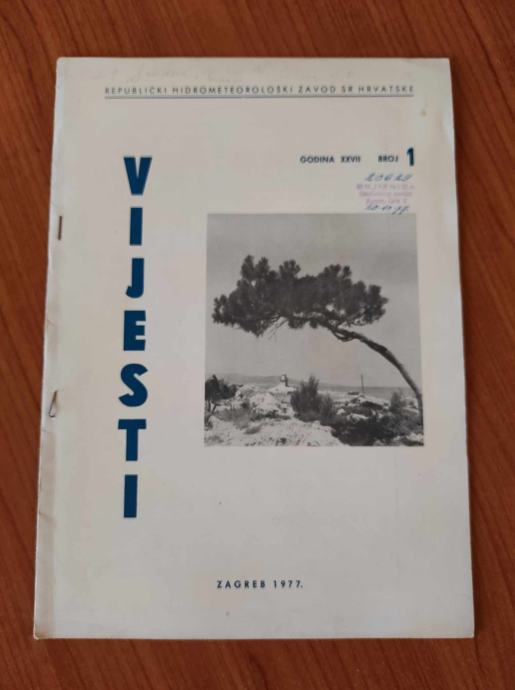 REPUBLIČKI HIDROMETEOROLOŠKI ZAVOD SR HRVATSKE
GODINA XXVII BROJ 1
VIJESTI
ZAGREB 1977.